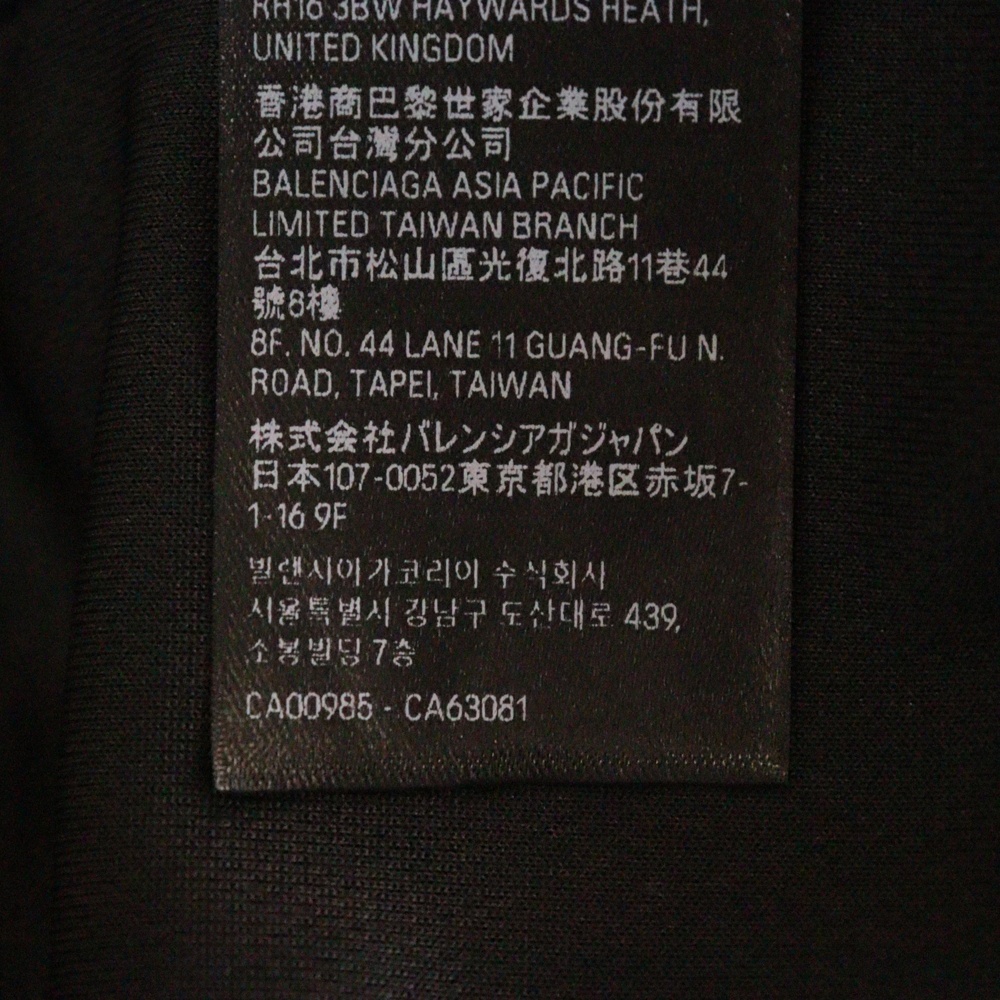 RH16 3BW HAYWARDS HEATH,
UNITED KINGDOM
香港商巴黎世家企業股份有限
公司台灣分公司
BALENCIAGA ASIA PACIFIC
LIMITED TAIWAN BRANCH
台北市松山區光復北路11巷44
號8樓
8F. NO. 44 LANE 11 GUANG-FU N.
ROAD, TAPEI, TAIWAN
株式会社バレンシアガジャパン
日本107-0052東京都港区赤坂7-
1-16 9F
발렌시아가코리아 주식회사
서울특별시 강남구 도산대로 439,
소봉빌딩 7층
CA00985 - CA63081